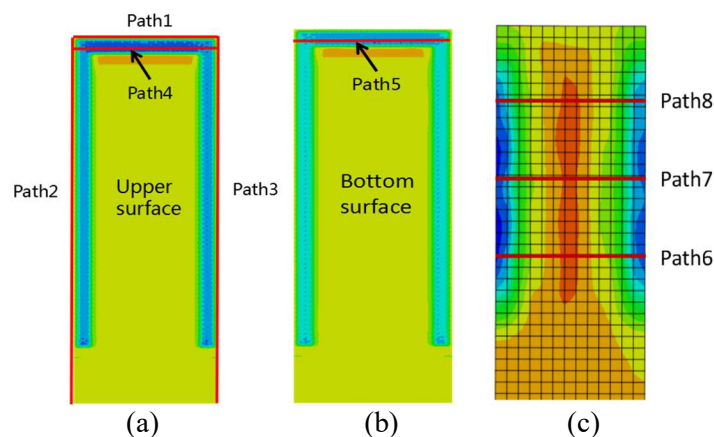 Path1
Path4
Path2
Upper
surface
Path3
(a)
Path5
Bottom
surface
(b)
Path8
Path7
Path6
(c)